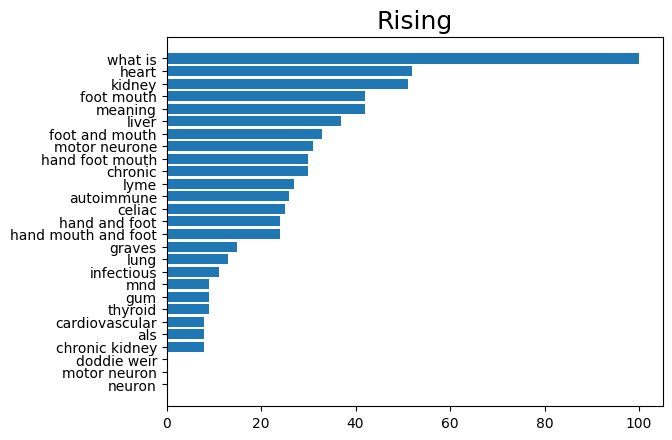 Rising
what is
heart
kidney
foot mouth
meaning
liver
foot and mouth
motor neurone
hand foot mouth
chronic
lyme
autoimmune
celiac
hand and foot
hand mouth and foot
graves
lung
infectious
mnd
gum
thyroid
cardiovascular
als
chronic kidney
doddie weir
motor neuron
neuron
0 20 40 60 80 100